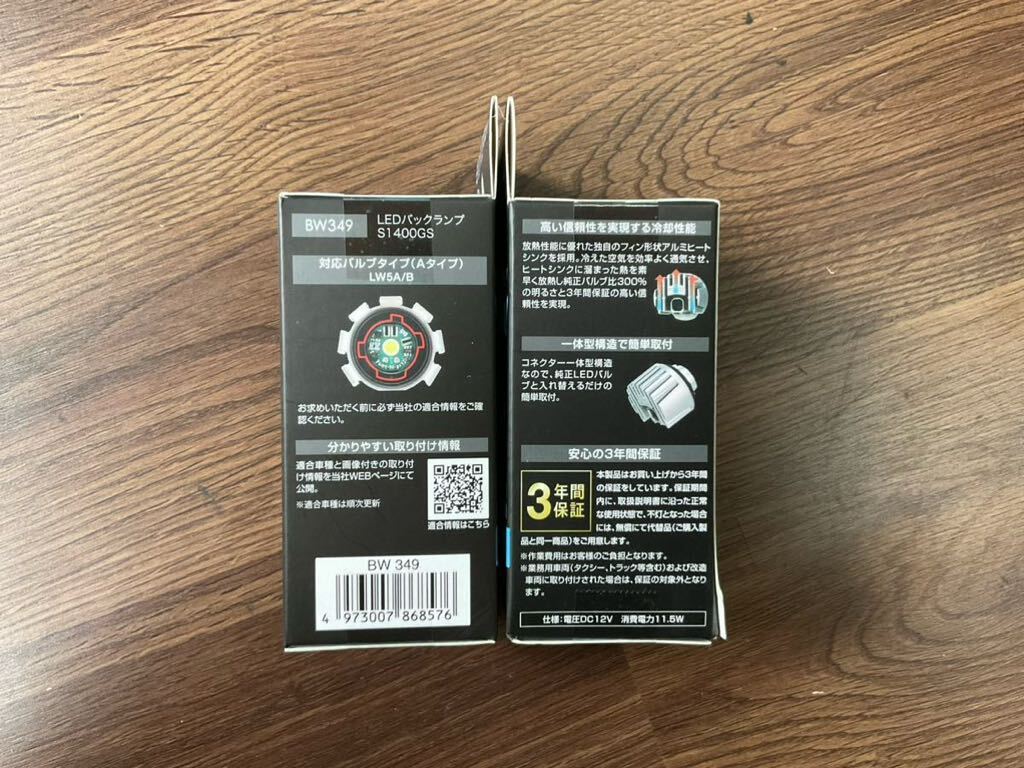 BW349
LEDバックランプ
S1400GS
対応バルブタイプ(Aタイプ)
LW5A/B
お求めいただく前に必ず当社の適合情報をご確
認ください。
分かりやすい取り付け情報
適合車種と画像付きの取り付
け情報を当社WEBページにて
公開。
※適合車種は順次更新
適合情報はこちら
BW 349
4 973007 868576
高い信頼性を実現する冷却性能
放熱性能に優れた独自のフィン形状アルミヒート
シンクを採用。冷えた空気を効率よく通気させ、
ヒートシンクに溜まった熱を素
早く放熱し純正バルブ比300%
の明るさと3年間保証の高い信
頼性を実現。
一体型構造で簡単取付
コネクター一体型構造
なので、純正LEDバル
ブと入れ替えるだけの
簡単取付。
安心の3年間保証
3年間
保証
本製品はお買い上げから3年間
の保証をしています。保証期間
内に、取扱説明書に沿った正常
な使用状態で、不灯となった場合
には、無償にて代替品(ご購入製
品と同一商品)をご用意します。
※作業費用はお客様のご負担となります。
※業務用車両(タクシー、トラック等含む)および改造
車両に取り付けされた場合は、保証の対象外となり
ます。
仕様:電圧DC12V 消費電力11.5W